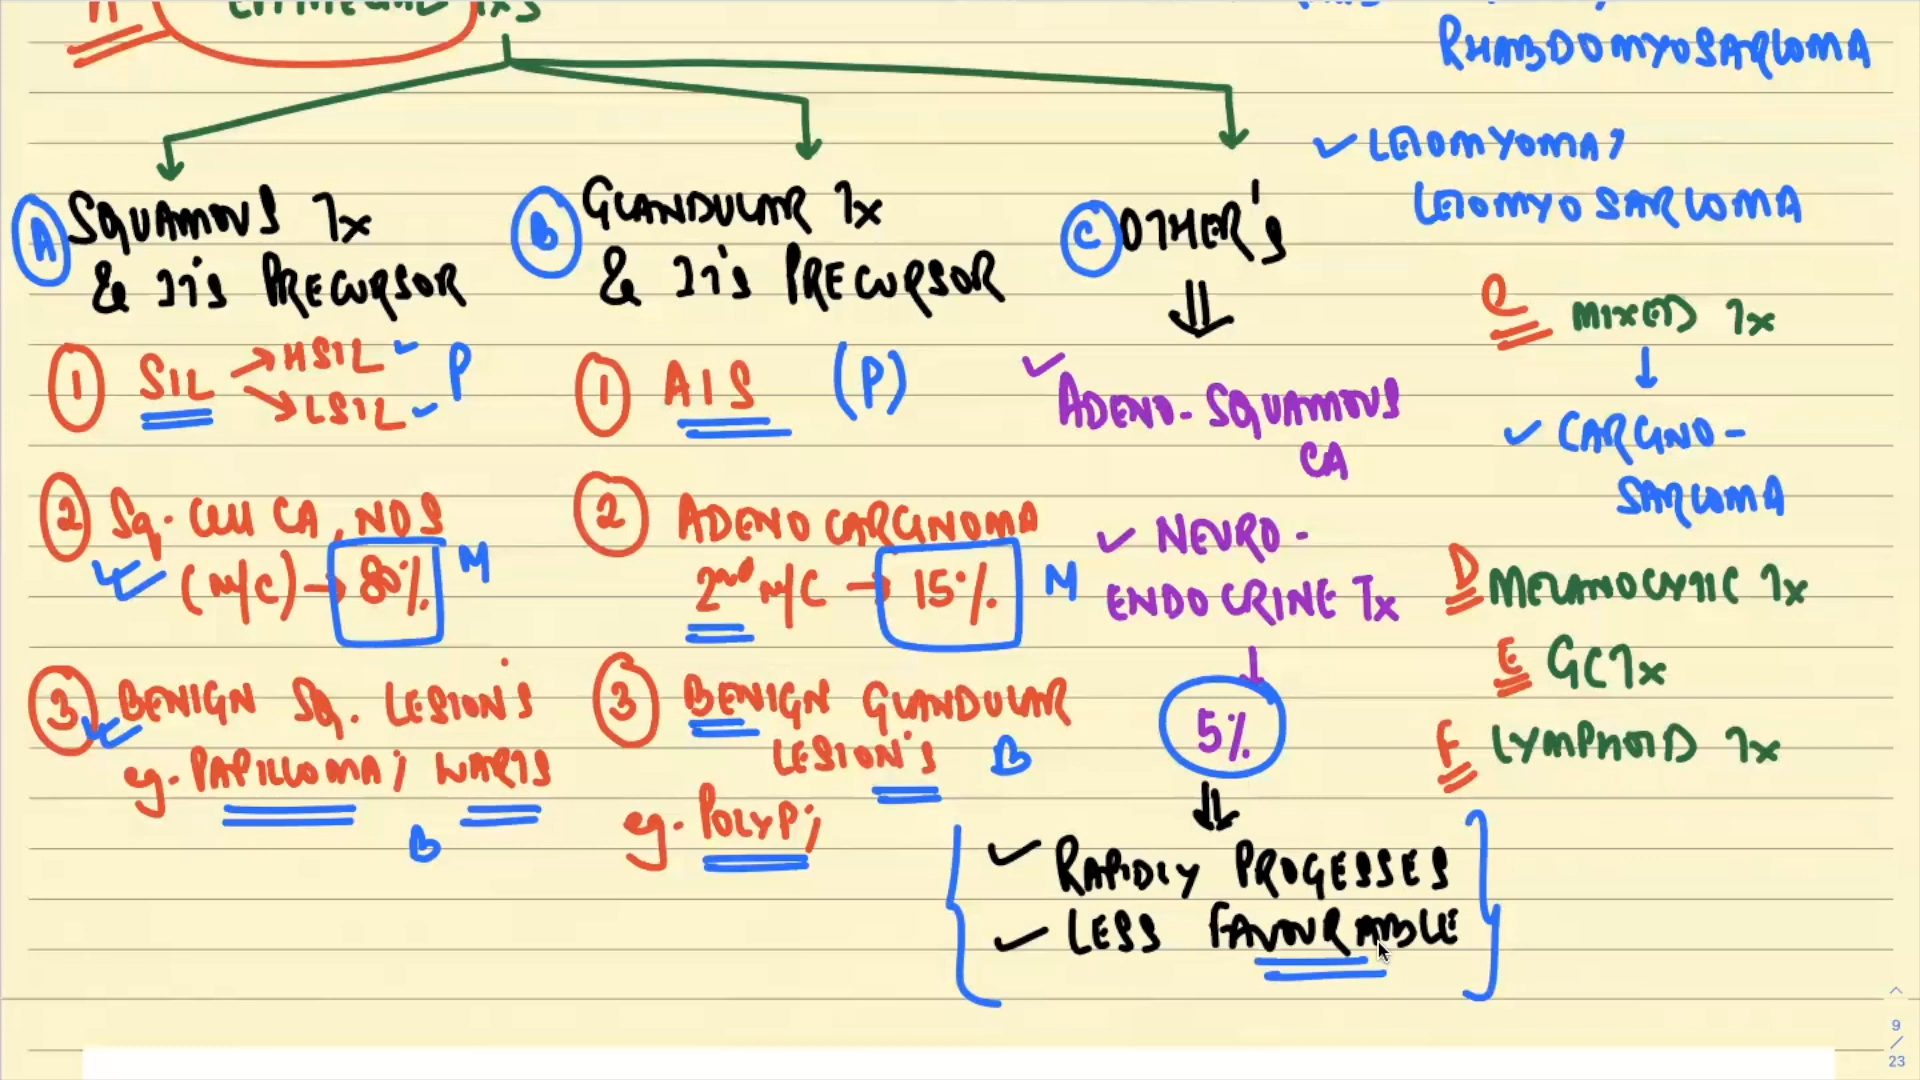 RHABDOMYOSARCOMA
✓ LEIOMYOMA;
LEIOMYOSARCOMA
A SQUAMOUS Tx
& IT'S PRECURSOR
① SIL → HSIL ✓ P
→ LSIL ✓
② Sq. Cell CA, NOS
(M/C) → 80% M
③ BENIGN Sq. LESION'S
eg. PAPILLOMA; WARTS
B
B GLANDULAR Tx
& IT'S PRECURSOR
① AIS (P)
② ADENOCARCINOMA
2nd M/C → 15% M
③ BENIGN GLANDULAR
LESION'S B
eg. POLYP;
C OTHER'S
✓ ADENO-SQUAMOUS
CA
✓ NEURO-
ENDOCRINE Tx
5%
✓ RAPIDLY PROGESSES
✓ LESS FAVOURABLE
C MIXED Tx
✓ CARCINO-
SARCOMA
D MELANOCYTIC Tx
E GCTx
F LYMPHOID Tx
9
/
23